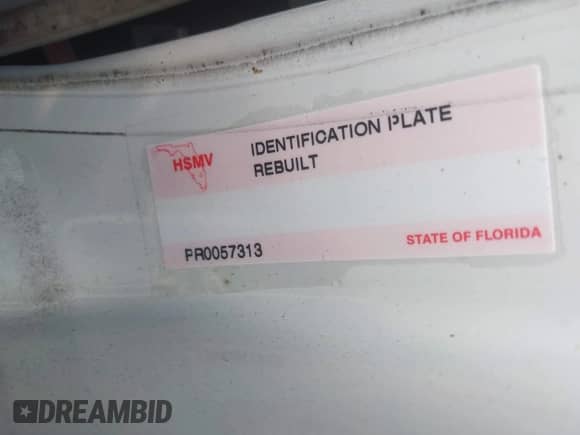 IDENTIFICATION PLATE
HSMV
REBUILT
PR0057313
STATE OF FLORIDA
DREAMBID